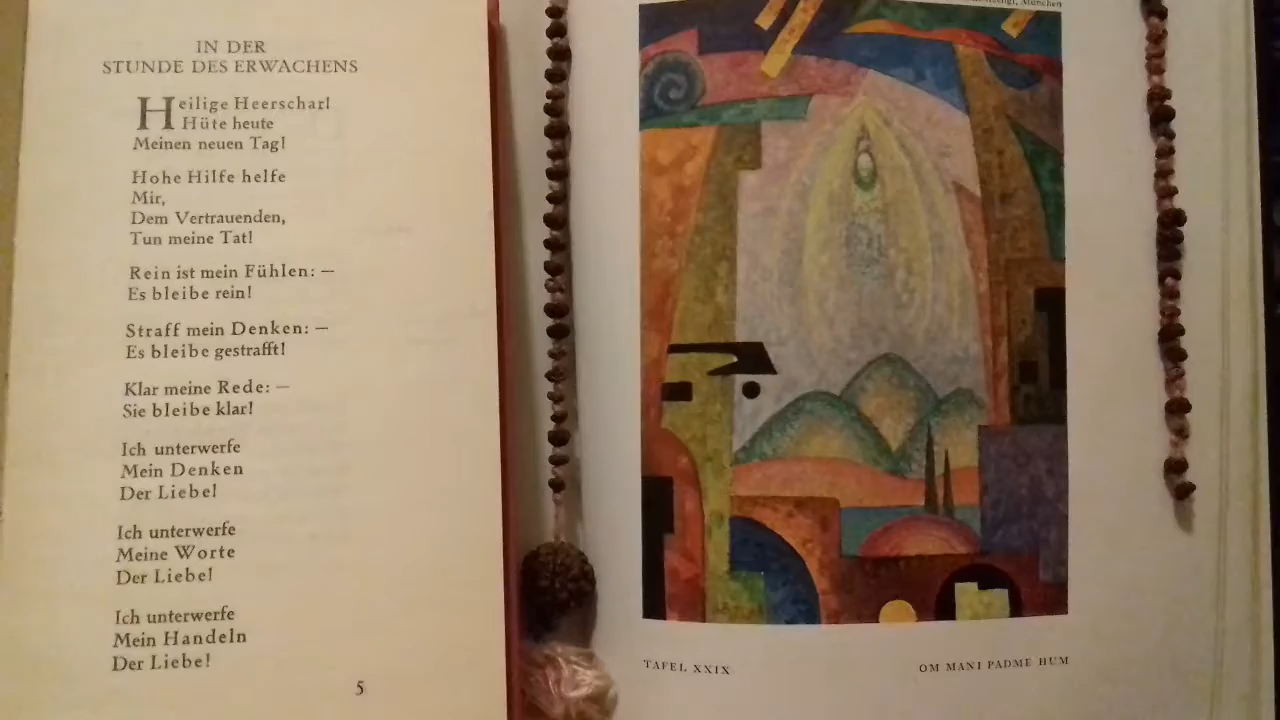 IN DER
STUNDE DES ERWACHENS
Heilige Heerschar!
Hüte heute
Meinen neuen Tag!
Hohe Hilfe helfe
Mir,
Dem Vertrauenden,
Tun meine Tat!
Rein ist mein Fühlen: —
Es bleibe rein!
Straff mein Denken: —
Es bleibe gestrafft!
Klar meine Rede: —
Sie bleibe klar!
Ich unterwerfe
Mein Denken
Der Liebe!
Ich unterwerfe
Meine Worte
Der Liebe!
Ich unterwerfe
Mein Handeln
Der Liebe!
5
München
TAFEL XXIX
OM MANI PADME HUM